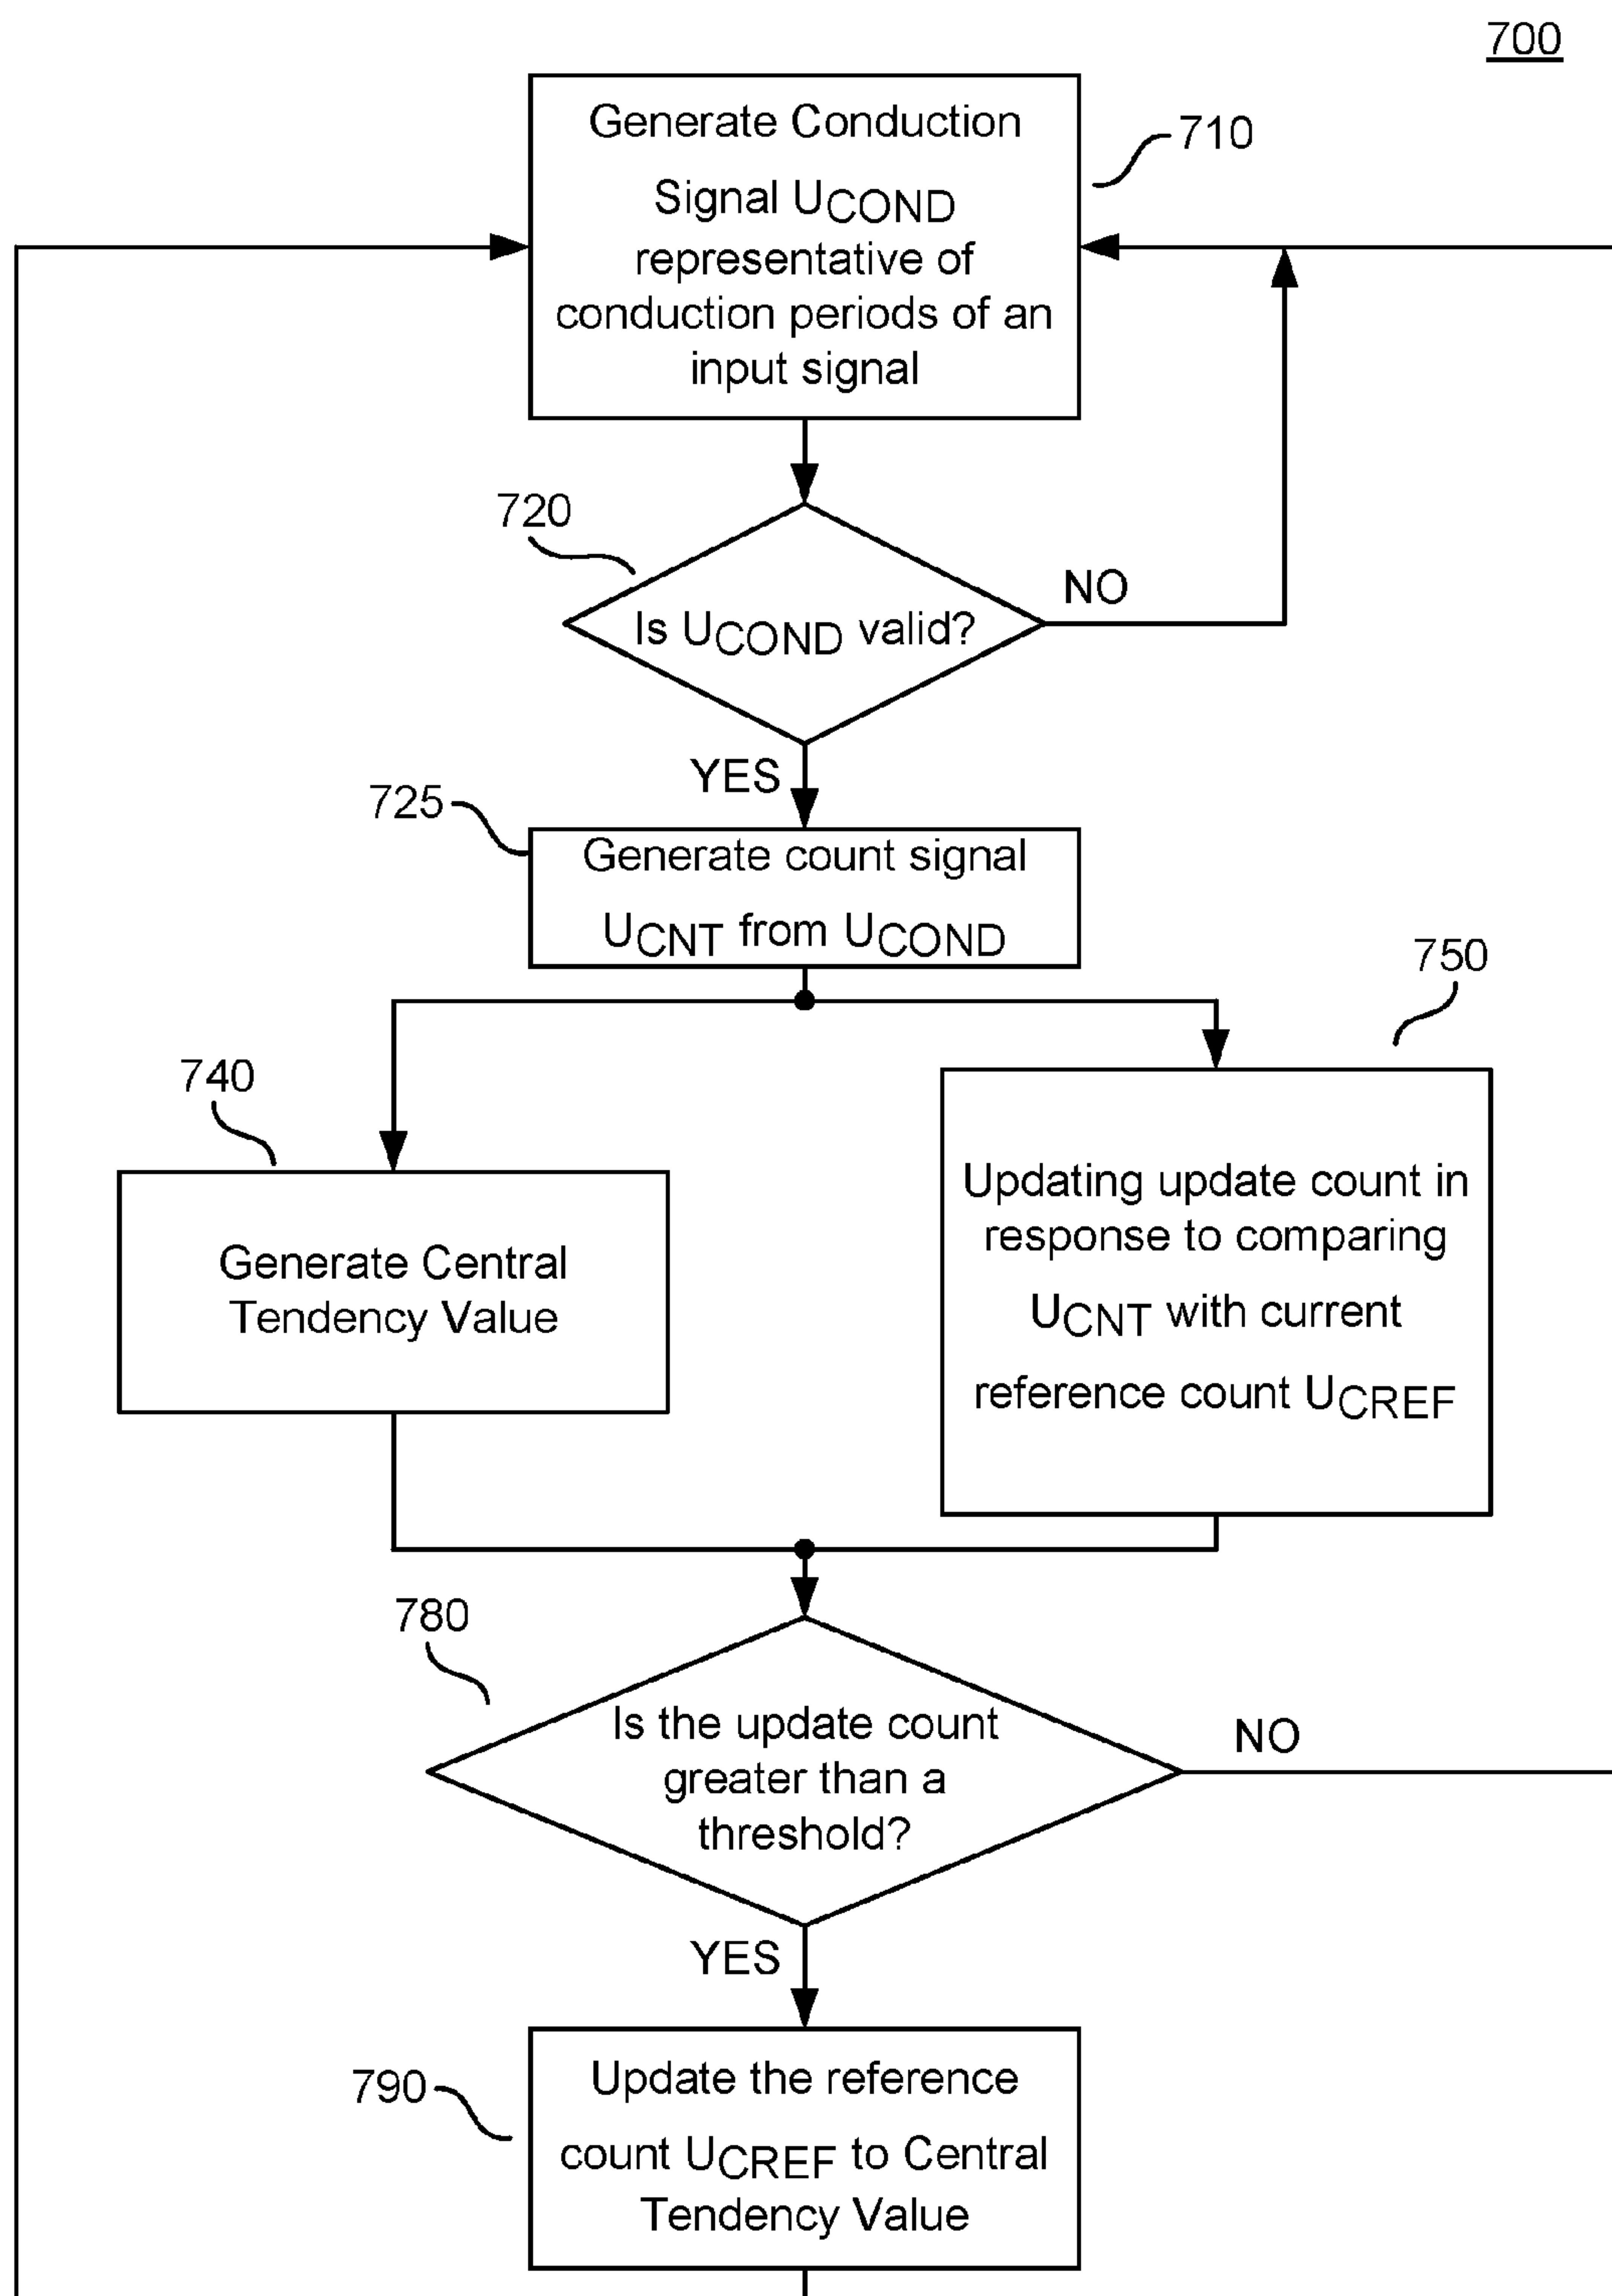 700
Generate Conduction
Signal UCOND
representative of
conduction periods of an
input signal
710
720
Is UCOND valid?
NO
YES
725
Generate count signal
UCNT from UCOND
750
740
Generate Central
Tendency Value
Updating update count in
response to comparing
UCNT with current
reference count UCREF
780
Is the update count
greater than a
threshold?
NO
YES
790
Update the reference
count UCREF to Central
Tendency Value